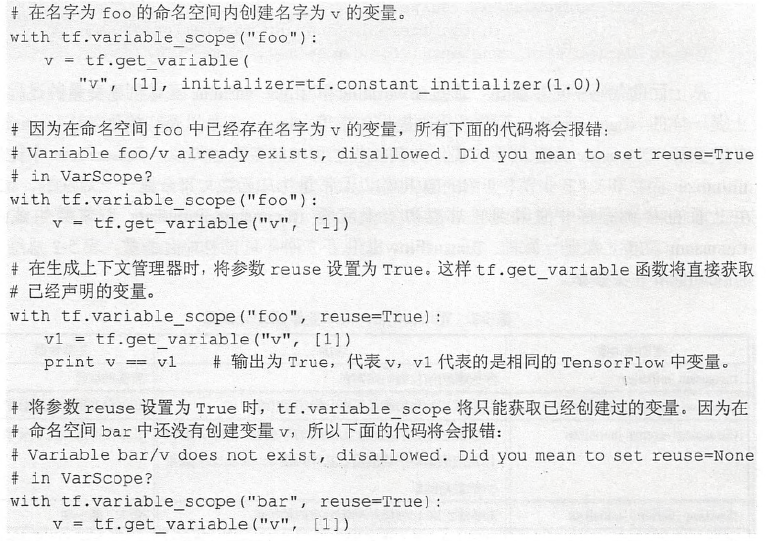 # 在名字为 foo 的命名空间内创建名字为 v 的变量。
with tf.variable_scope("foo"):
    v = tf.get_variable(
        "v", [1], initializer=tf.constant_initializer(1.0))
# 因为在命名空间 foo 中已经存在名字为 v 的变量，所有下面的代码将会报错:
# Variable foo/v already exists, disallowed. Did you mean to set reuse=True
# in VarScope?
with tf.variable_scope("foo"):
    v = tf.get_variable("v", [1])
# 在生成上下文管理器时，将参数 reuse 设置为 True。这样 tf.get_variable 函数将直接获取
# 已经声明的变量。
with tf.variable_scope("foo", reuse=True):
    v1 = tf.get_variable("v", [1])
    print v == v1    # 输出为 True，代表 v，v1 代表的是相同的 TensorFlow 中变量。
# 将参数 reuse 设置为 True 时，tf.variable_scope 将只能获取已经创建过的变量。因为在
# 命名空间 bar 中还没有创建变量 v，所以下面的代码将会报错:
# Variable bar/v does not exist, disallowed. Did you mean to set reuse=None
# in VarScope?
with tf.variable_scope("bar", reuse=True):
    v = tf.get_variable("v", [1])